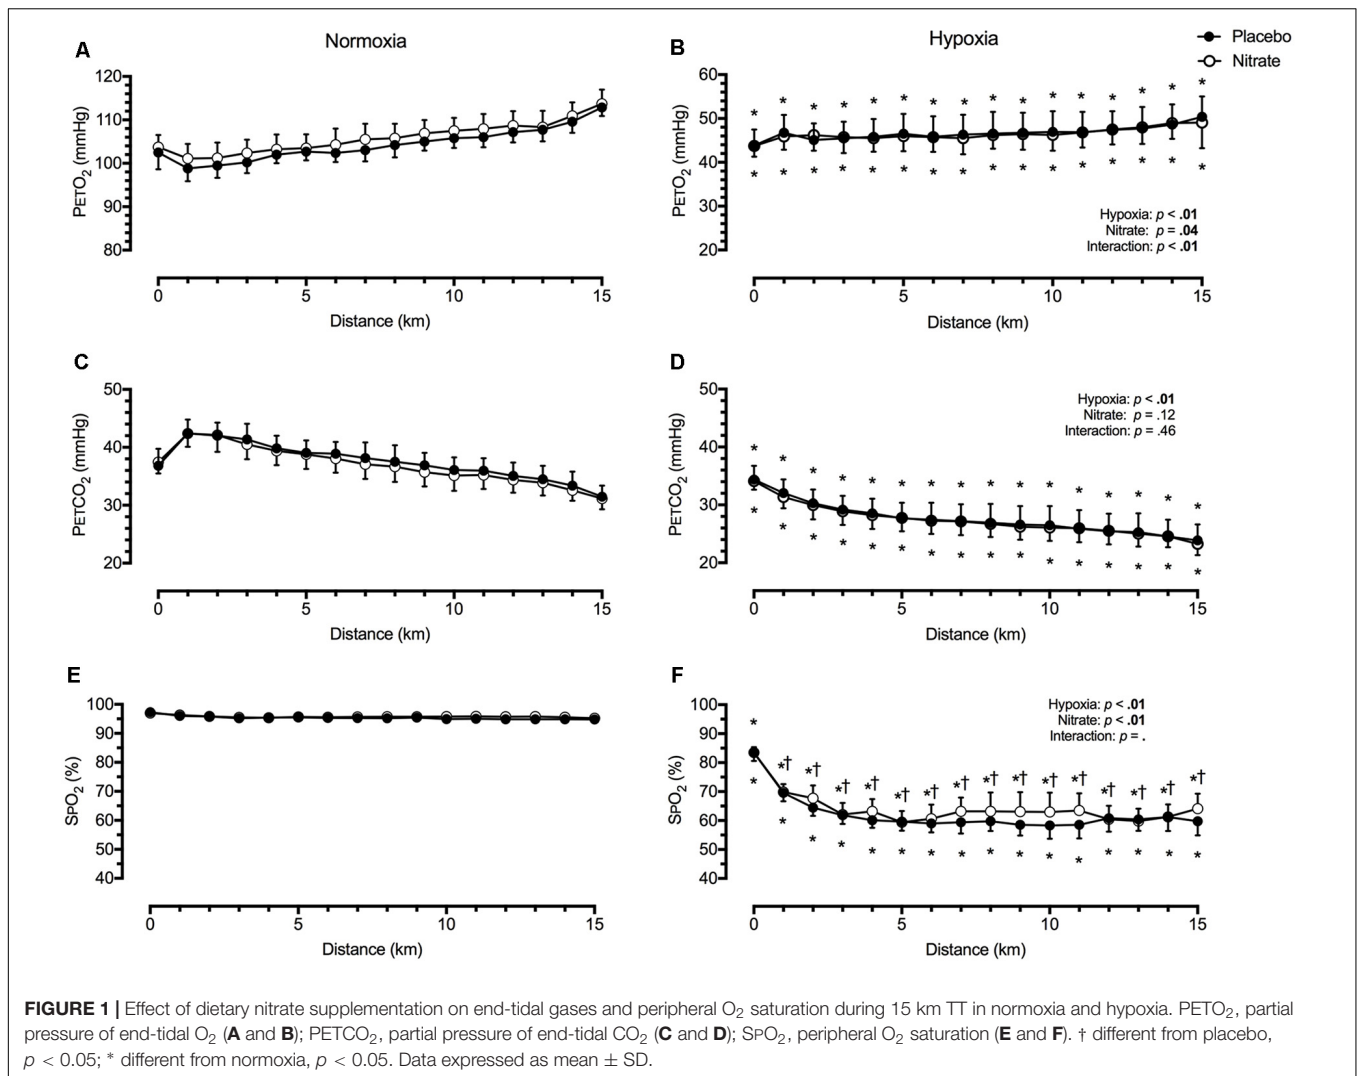 A
Normoxia
B
Hypoxia
Placebo
Nitrate
120
110
100
90
80
PETO2 (mmHg)
0 5 10 15
Distance (km)
60
50
40
30
20
PETO2 (mmHg)
* * * * * * * * * * * * * * * *
* * * * * * * * * * * * * * * *
Hypoxia: p < .01
Nitrate: p = .04
Interaction: p < .01
0 5 10 15
Distance (km)
C
50
40
30
20
PETCO2 (mmHg)
0 5 10 15
Distance (km)
D
50
40
30
20
PETCO2 (mmHg)
Hypoxia: p < .01
Nitrate: p = .12
Interaction: p = .46
* * * * * * * * * * * * * * * *
* * * * * * * * * * * * * * * *
0 5 10 15
Distance (km)
E
100
90
80
70
60
50
40
SPO2 (%)
0 5 10 15
Distance (km)
F
100
90
80
70
60
50
40
SPO2 (%)
Hypoxia: p < .01
Nitrate: p < .01
Interaction: p = .
* *† *† *† *† *† *† *† *† *† *† *† *† *† *† *†
* * * * * * * * * * * * * * * *
0 5 10 15
Distance (km)
FIGURE 1 | Effect of dietary nitrate supplementation on end-tidal gases and peripheral O2 saturation during 15 km TT in normoxia and hypoxia. PETO2, partial
pressure of end-tidal O2 (A and B); PETCO2, partial pressure of end-tidal CO2 (C and D); SPO2, peripheral O2 saturation (E and F). † different from placebo,
p < 0.05; * different from normoxia, p < 0.05. Data expressed as mean ± SD.